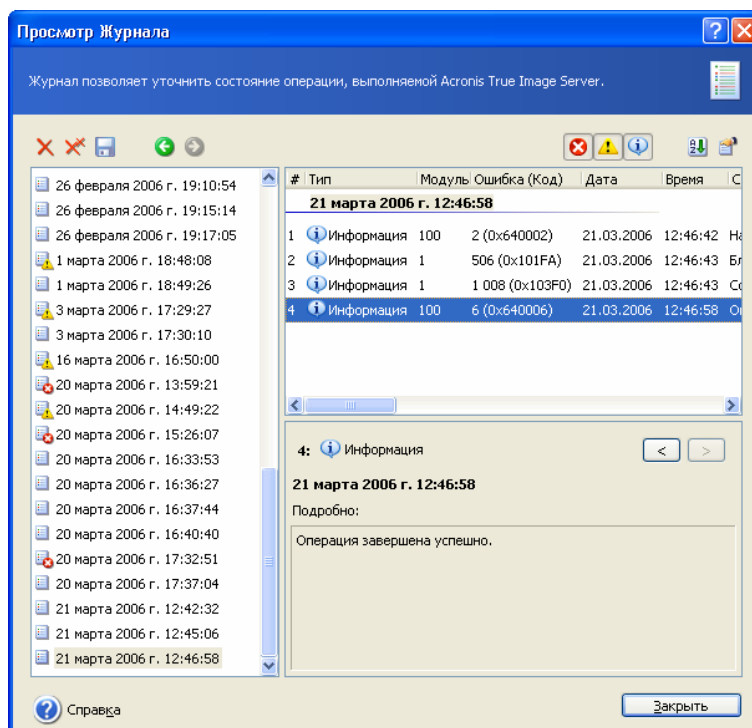 Просмотр Журнала
Журнал позволяет уточнить состояние операции, выполняемой Acronis True Image Server.
26 февраля 2006 г. 19:10:54
26 февраля 2006 г. 19:15:14
26 февраля 2006 г. 19:17:05
1 марта 2006 г. 18:48:08
1 марта 2006 г. 18:49:26
3 марта 2006 г. 17:29:27
3 марта 2006 г. 17:30:10
16 марта 2006 г. 16:50:00
20 марта 2006 г. 13:59:21
20 марта 2006 г. 14:49:22
20 марта 2006 г. 15:26:07
20 марта 2006 г. 16:33:53
20 марта 2006 г. 16:36:27
20 марта 2006 г. 16:37:44
20 марта 2006 г. 16:40:40
20 марта 2006 г. 17:32:51
20 марта 2006 г. 17:37:04
21 марта 2006 г. 12:42:32
21 марта 2006 г. 12:45:06
21 марта 2006 г. 12:46:58
# Тип Модуль Ошибка (Код) Дата Время С
21 марта 2006 г. 12:46:58
1 Информация 100 2 (0x640002) 21.03.2006 12:46:42 На
2 Информация 1 506 (0x101FA) 21.03.2006 12:46:43 Бл
3 Информация 1 1 008 (0x103F0) 21.03.2006 12:46:43 Со
4 Информация 100 6 (0x640006) 21.03.2006 12:46:58 Оп
4: Информация < >
21 марта 2006 г. 12:46:58
Подробно:
Операция завершена успешно.
Справка
Закрыть